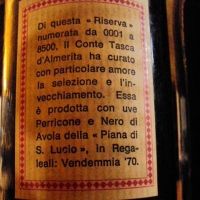 Di questa «Riserva»
numerata da 0001 a
8500, il Conte Tasca
d'Almerita ha curato
con particolare amore
la selezione e l'in-
vecchiamento. Essa
è prodotta con uve
Perricone e Nero di
Avola della «Piana di
S. Lucio», in Rega-
leali: Vendemmia '70.